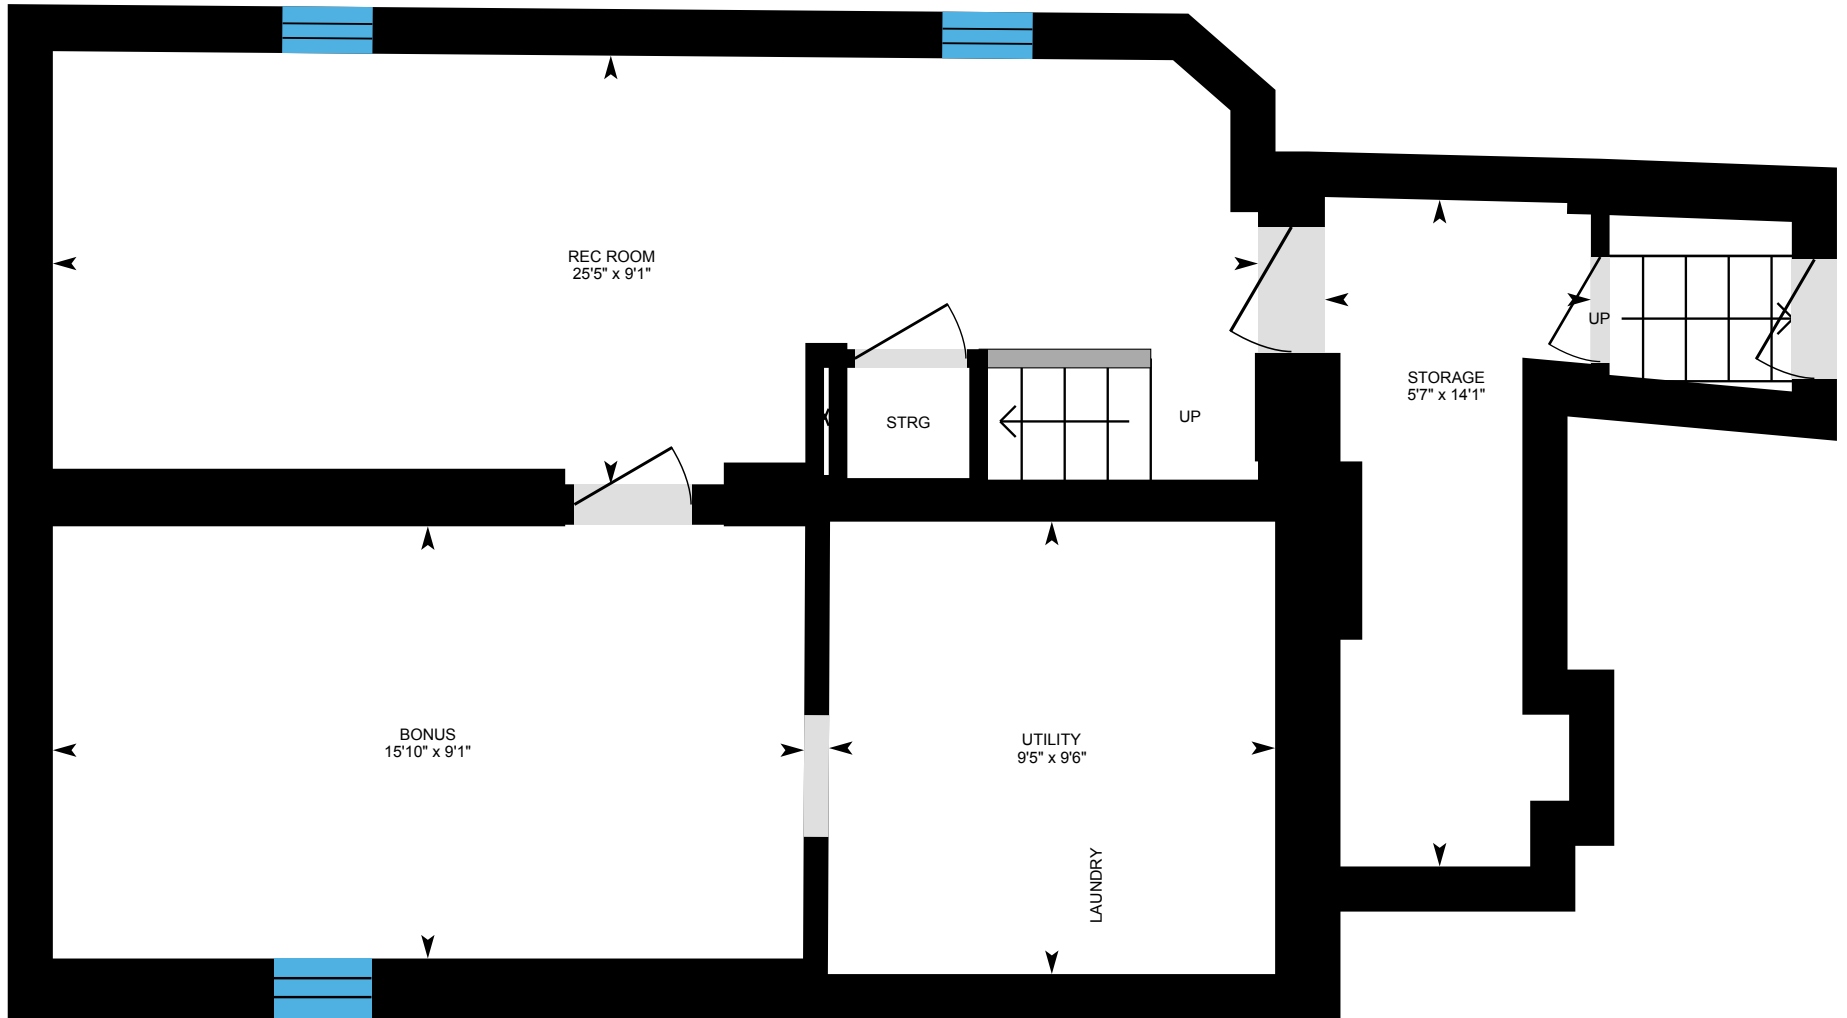 REC ROOM
25'5" x 9'1"
UP
STORAGE
5'7" x 14'1"
STRG
UP
BONUS
15'10" x 9'1"
UTILITY
9'5" x 9'6"
LAUNDRY